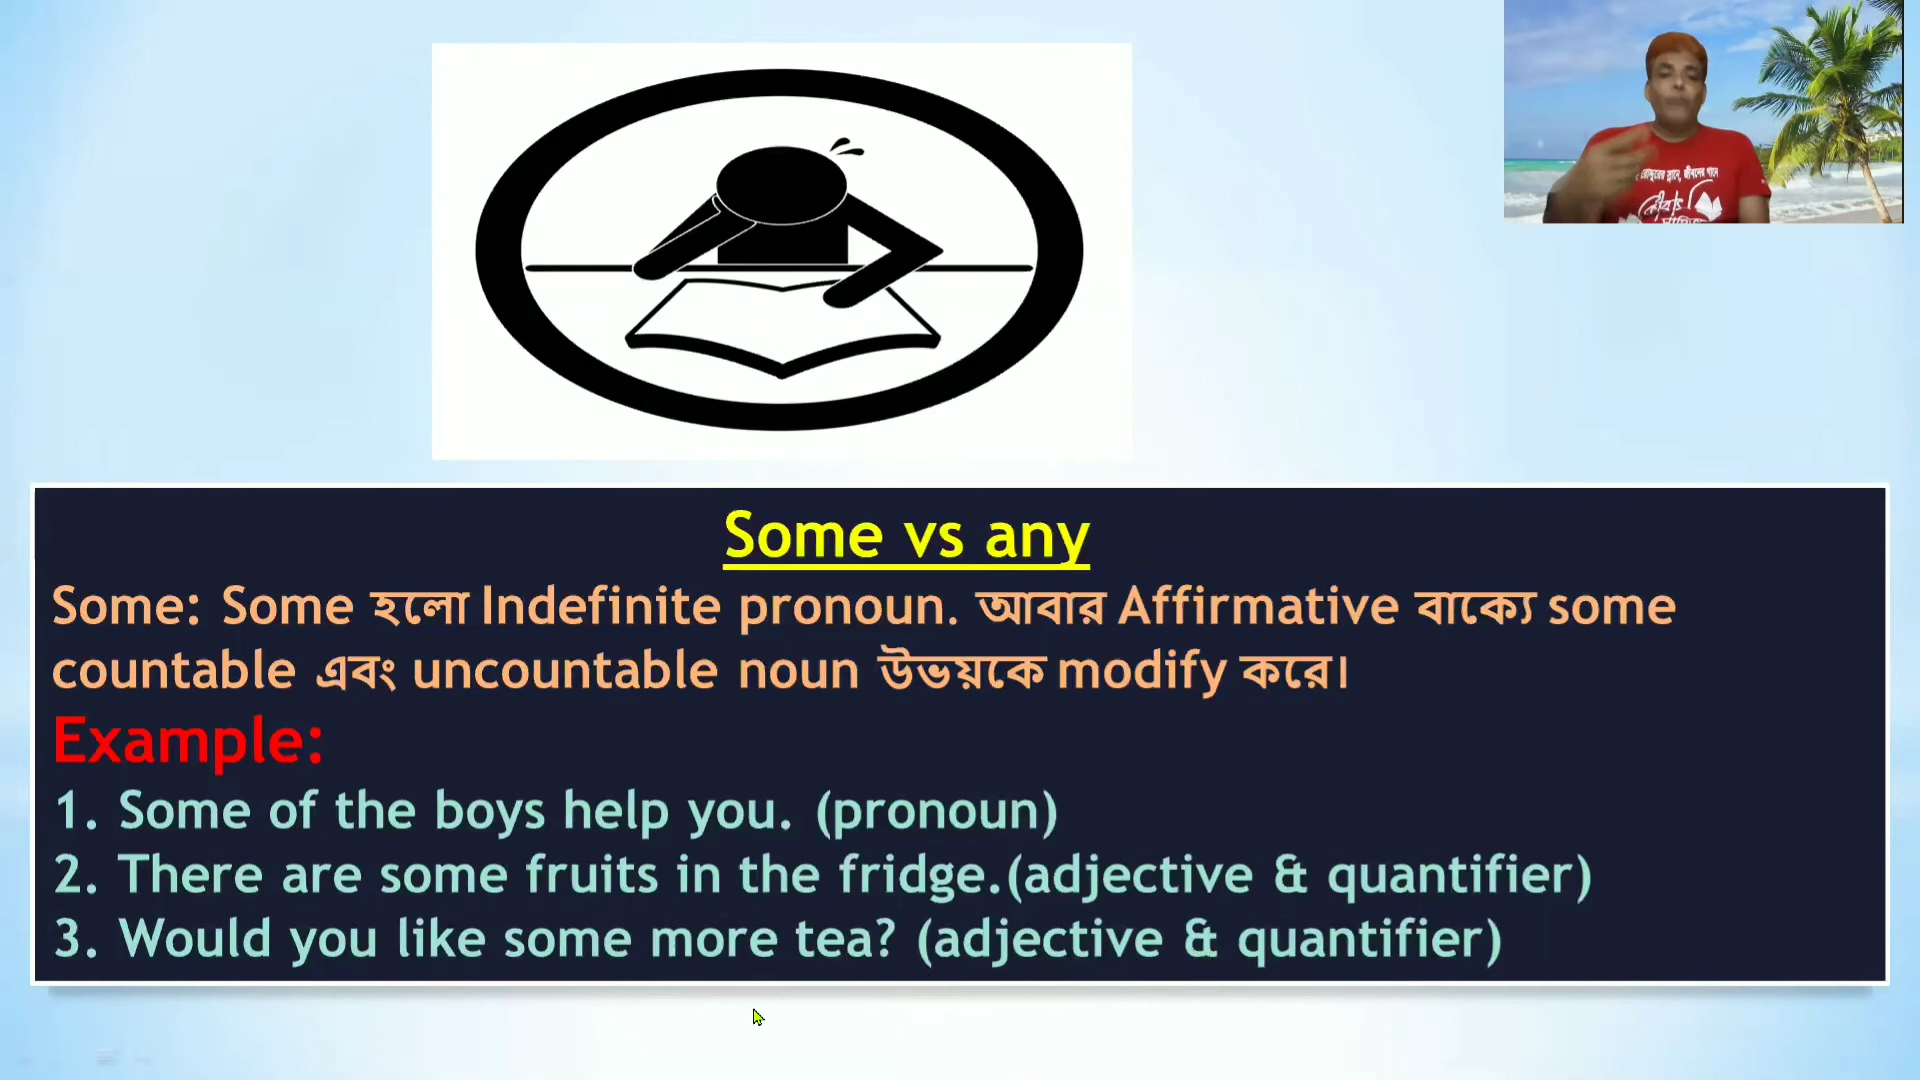 রোদ্দুরের ঘ্রাণে, জীবনের গানে
Some vs any
Some: Some হলো Indefinite pronoun. আবার Affirmative বাক্যে some
countable এবং uncountable noun উভয়কে modify করে।
Example:
1. Some of the boys help you. (pronoun)
2. There are some fruits in the fridge.(adjective & quantifier)
3. Would you like some more tea? (adjective & quantifier)